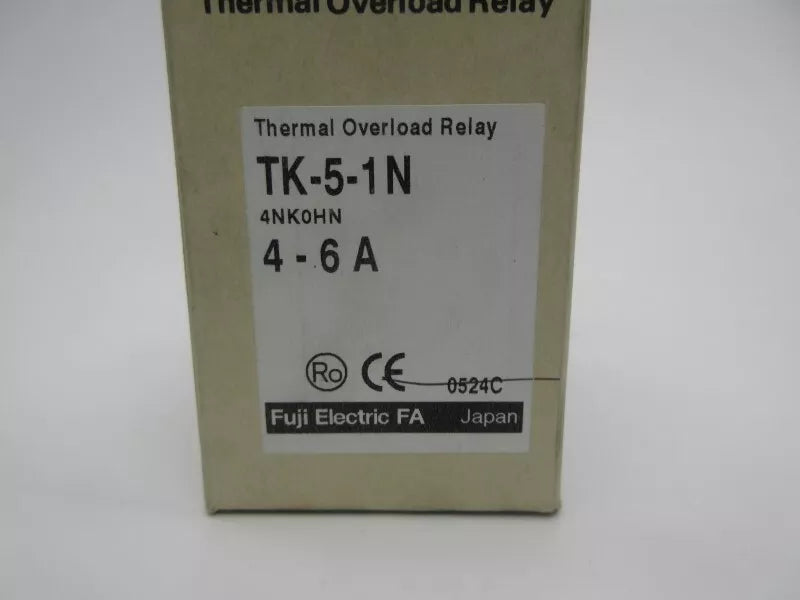 Thermal Overload Relay
Thermal Overload Relay
TK-5-1N
4NK0HN
4 - 6 A
Ro CE 0524C
Fuji Electric FA Japan